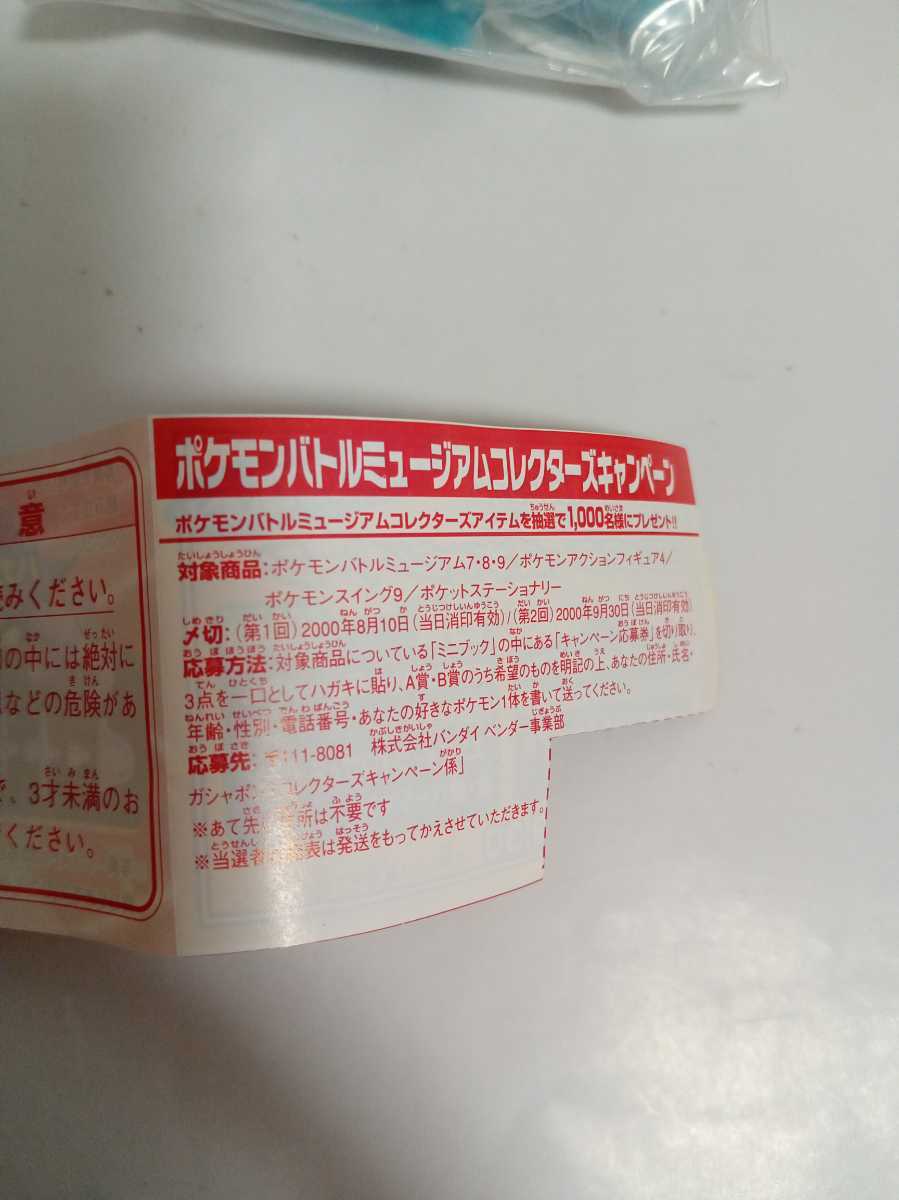 意
読みください。
の中には絶対に
などの危険があ
、3才未満のお
ください。
ポケモンバトルミュージアムコレクターズキャンペーン
ポケモンバトルミュージアムコレクターズアイテムを抽選で1,000名様にプレゼント!!
対象商品:ポケモンバトルミュージアム7・8・9/ポケモンアクションフィギュア4/
ポケモンスイング9/ポケットステーショナリー
〆切:(第1回)2000年8月10日(当日消印有効)/(第2回)2000年9月30日(当日消印有効)
応募方法:対象商品についている「ミニブック」の中にある「キャンペーン応募券」を切り取り、
3点を一口としてハガキに貼り、A賞・B賞のうち希望のものを明記の上、あなたの住所・氏名・
年齢・性別・電話番号・あなたの好きなポケモン1体を書いて送ってください。
応募先:〒111-8081 株式会社バンダイ ベンダー事業部
ガシャポン コレクターズキャンペーン係」
※あて先 所は不要です
※当選者 表は発送をもってかえさせていただきます。